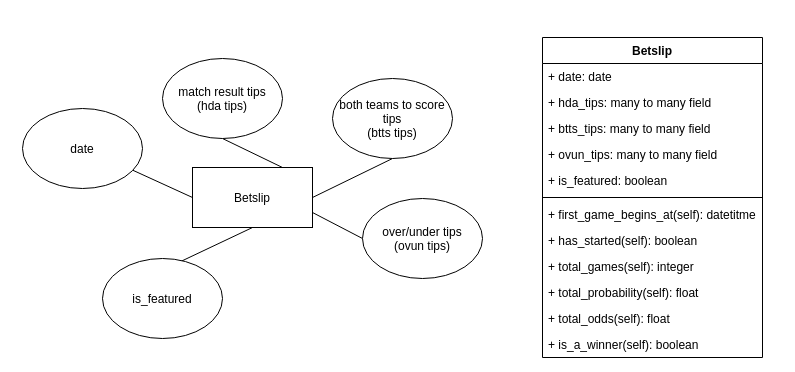 match result tips
(hda tips)
both teams to score
tips
(btts tips)
date
Betslip
over/under tips
(ovun tips)
is_featured
Betslip
+ date: date
+ hda_tips: many to many field
+ btts_tips: many to many field
+ ovun_tips: many to many field
+ is_featured: boolean
+ first_game_begins_at(self): datetitme
+ has_started(self): boolean
+ total_games(self): integer
+ total_probability(self): float
+ total_odds(self): float
+ is_a_winner(self): boolean